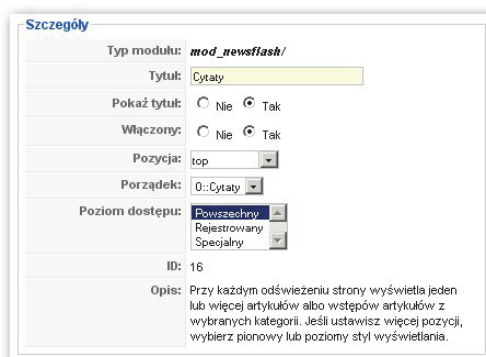 Szczegóły
Typ modułu: mod_newsflash/
Tytuł: Cytaty
Pokaż tytuł: Nie Tak
Włączony: Nie Tak
Pozycja: top
Porządek: 0::Cytaty
Poziom dostępu: Powszechny
Rejestrowany
Specjalny
ID: 16
Opis: Przy każdym odświeżeniu strony wyświetla jeden
lub więcej artykułów albo wstępów artykułów z
wybranych kategorii. Jeśli ustawisz więcej pozycji,
wybierz pionowy lub poziomy styl wyświetlania.